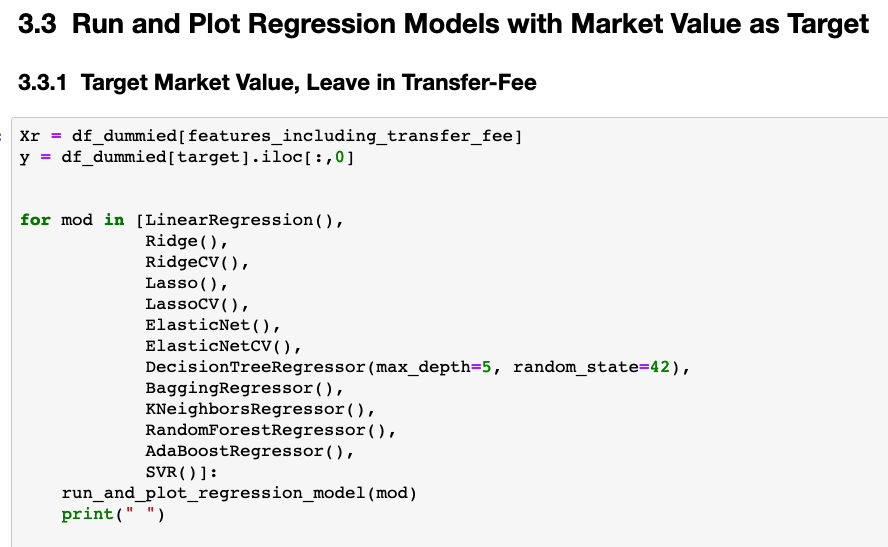 3.3 Run and Plot Regression Models with Market Value as Target
3.3.1 Target Market Value, Leave in Transfer-Fee
Xr = df_dummied[features_including_transfer_fee]
y = df_dummied[target].iloc[:,0]
for mod in [LinearRegression(),
Ridge(),
RidgeCV(),
Lasso(),
LassoCV(),
ElasticNet(),
ElasticNetCV(),
DecisionTreeRegressor(max_depth=5, random_state=42),
BaggingRegressor(),
KNeighborsRegressor(),
RandomForestRegressor(),
AdaBoostRegressor(),
SVR()]:
run_and_plot_regression_model(mod)
print(" ")